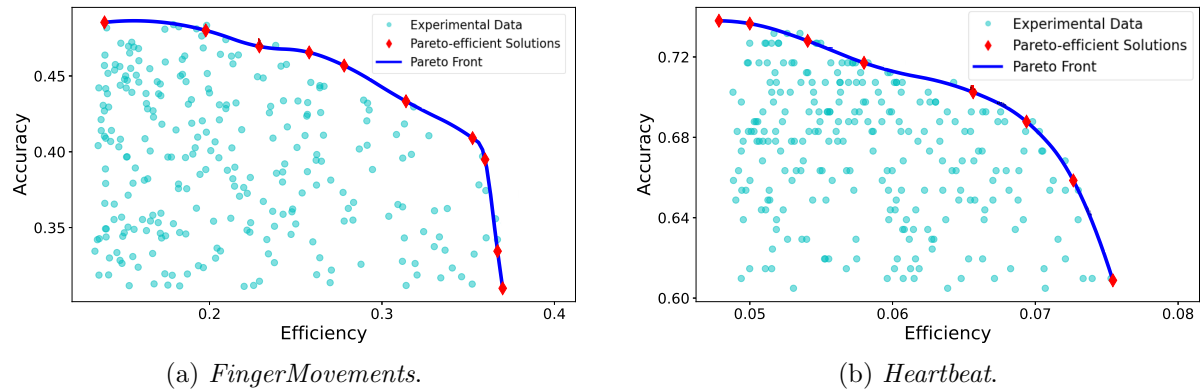 Accuracy
0.45
0.40
0.35
0.2
0.3
0.4
Efficiency
Experimental Data
Pareto-efficient Solutions
Pareto Front
(a) FingerMovements.
Accuracy
0.72
0.68
0.64
0.60
0.05
0.06
0.07
0.08
Efficiency
Experimental Data
Pareto-efficient Solutions
Pareto Front
(b) Heartbeat.